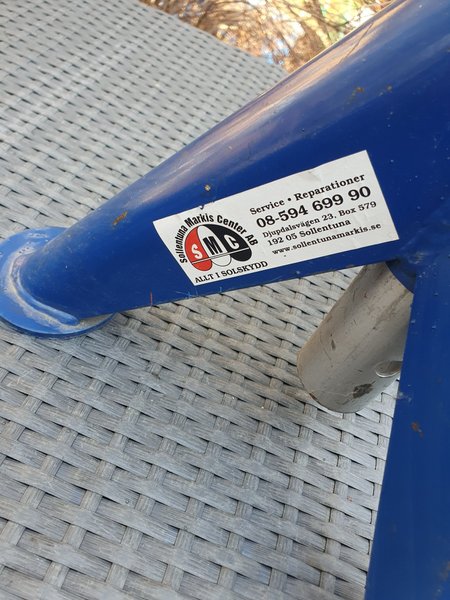 Sollentuna Markis Center AB
SMC
ALLT I SOLSKYDD
Service • Reparationer
08-594 699 90
Djupdalsvägen 23, Box 579
192 05 Sollentuna
www.sollentunamarkis.se